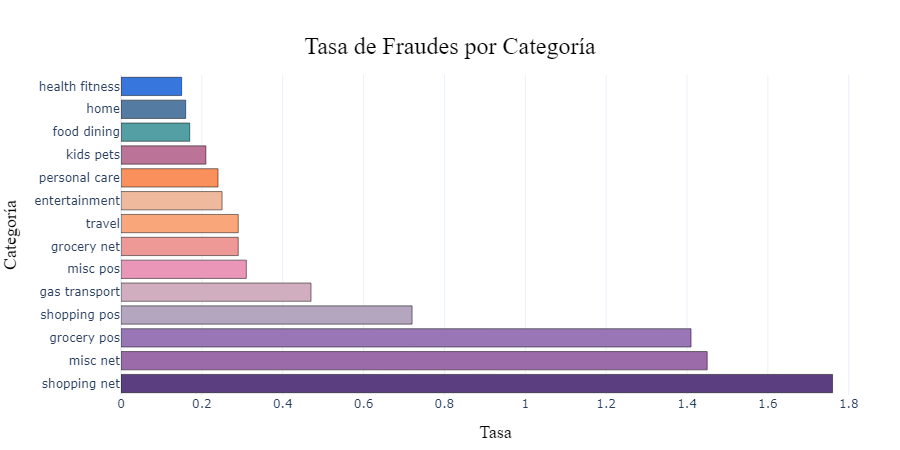 Tasa de Fraudes por Categoría
Categoría
health fitness
home
food dining
kids pets
personal care
entertainment
travel
grocery net
misc pos
gas transport
shopping pos
grocery pos
misc net
shopping net
0 0.2 0.4 0.6 0.8 1 1.2 1.4 1.6 1.8
Tasa